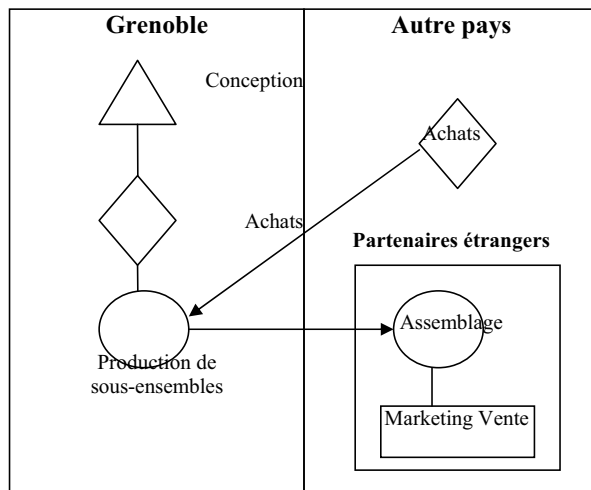 Grenoble
Autre pays
Conception
Achats
Achats
Partenaires étrangers
Assemblage
Production de
sous-ensembles
Marketing Vente